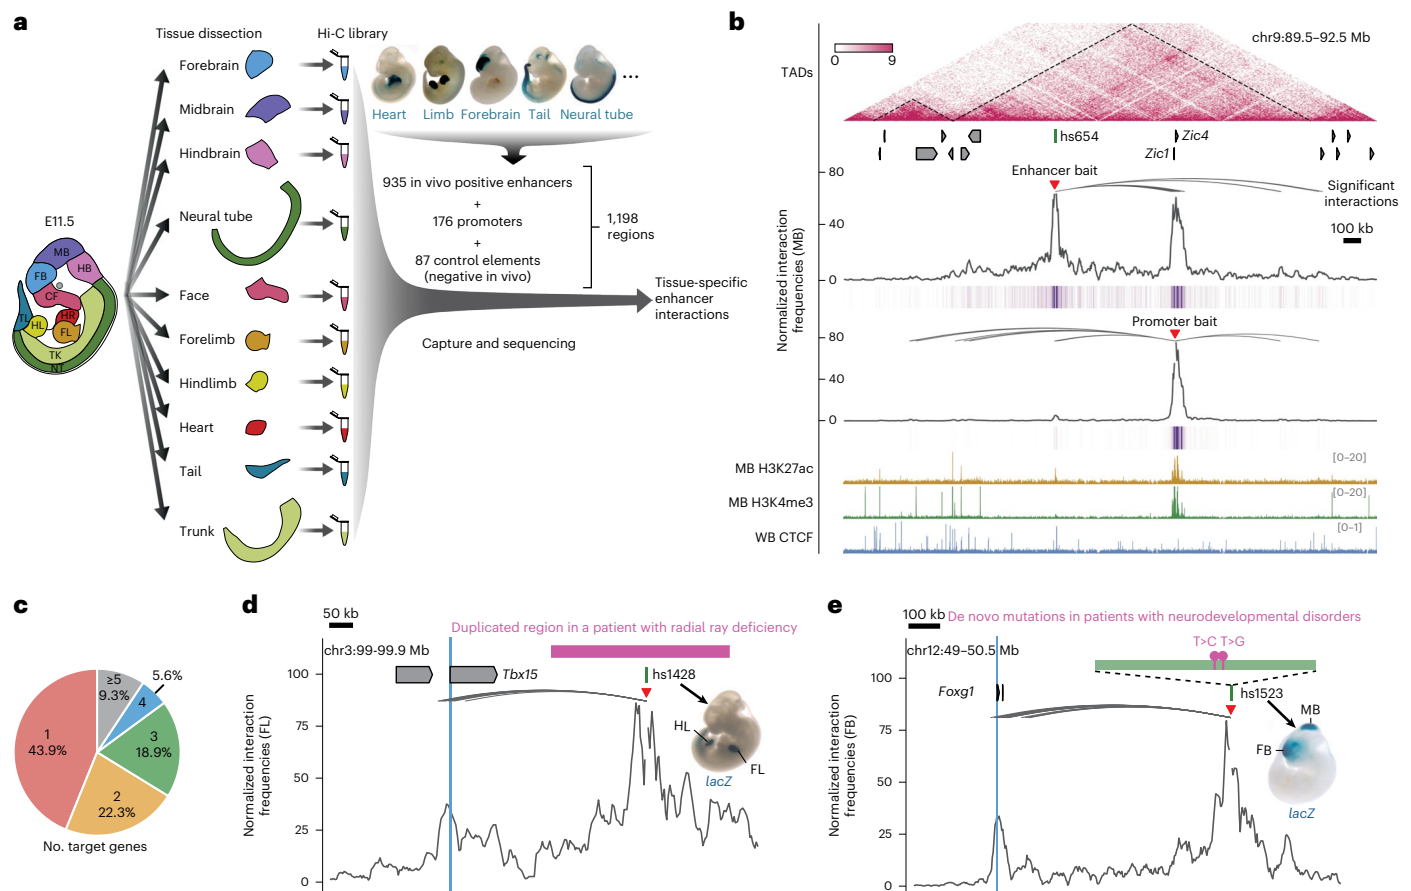 a
Tissue dissection
Hi-C library
Forebrain
Midbrain
Hindbrain
Neural tube
Face
Forelimb
Hindlimb
Heart
Tail
Trunk
E11.5
MB
HB
FB
CF
TL
HL
HR
FL
TK
NT
Heart
Limb
Forebrain
Tail
Neural tube
...
935 in vivo positive enhancers
+
176 promoters
+
87 control elements
(negative in vivo)
1,198
regions
Tissue-specific
enhancer
interactions
Capture and sequencing
b
0
9
chr9:89.5–92.5 Mb
TADs
hs654
Zic4
Zic1
80
40
0
Enhancer bait
Significant
interactions
100 kb
Normalized interaction
frequencies (MB)
Promoter bait
80
40
0
MB H3K27ac
[0–20]
MB H3K4me3
[0–20]
WB CTCF
[0–1]
c
≥5
9.3%
5.6%
4
3
18.9%
2
22.3%
1
43.9%
No. target genes
d
50 kb
Duplicated region in a patient with radial ray deficiency
chr3:99-99.9 Mb
Tbx15
hs1428
100
75
50
25
0
Normalized interaction
frequencies (FL)
HL
FL
lacZ
e
100 kb
De novo mutations in patients with neurodevelopmental disorders
T>C T>G
chr12:49–50.5 Mb
Foxg1
hs1523
100
75
50
25
0
Normalized interaction
frequencies (FB)
MB
FB
lacZ